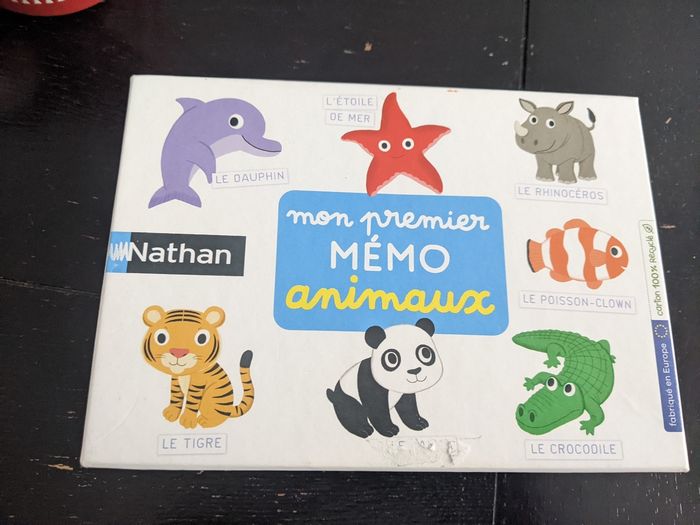 L'ÉTOILE
DE MER
LE DAUPHIN
LE RHINOCÉROS
mon premier
MÉMO
animaux
Nathan
LE POISSON-CLOWN
LE TIGRE
LE CROCODILE
carton 100% Recyclé
fabriqué en Europe